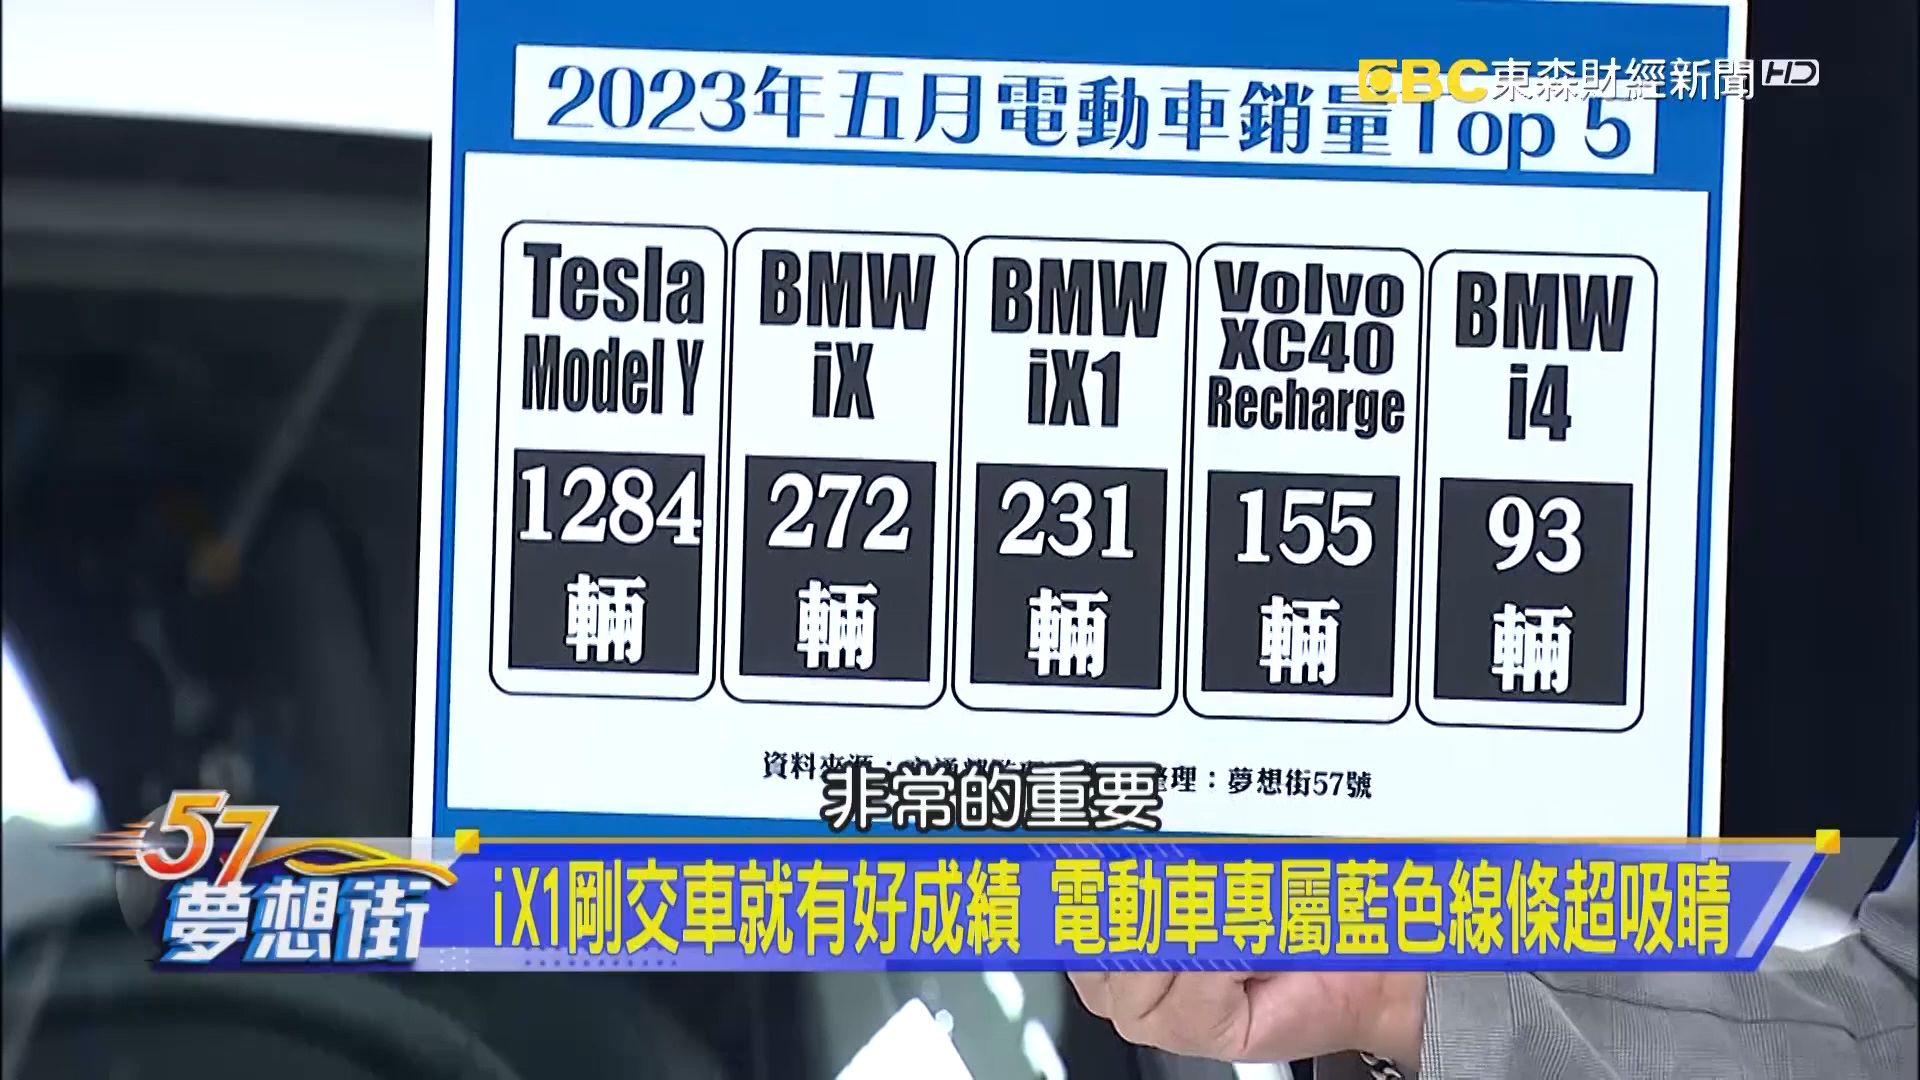 EBC東森財經新聞HD
2023年五月電動車銷量Top 5
Tesla
Model Y
1284
輛
BMW
iX
272
輛
BMW
iX1
231
輛
Volvo
XC40
Recharge
155
輛
BMW
i4
93
輛
資料來源:
整理:夢想街57號
非常的重要
57
夢想街
iX1剛交車就有好成績 電動車專屬藍色線條超吸睛